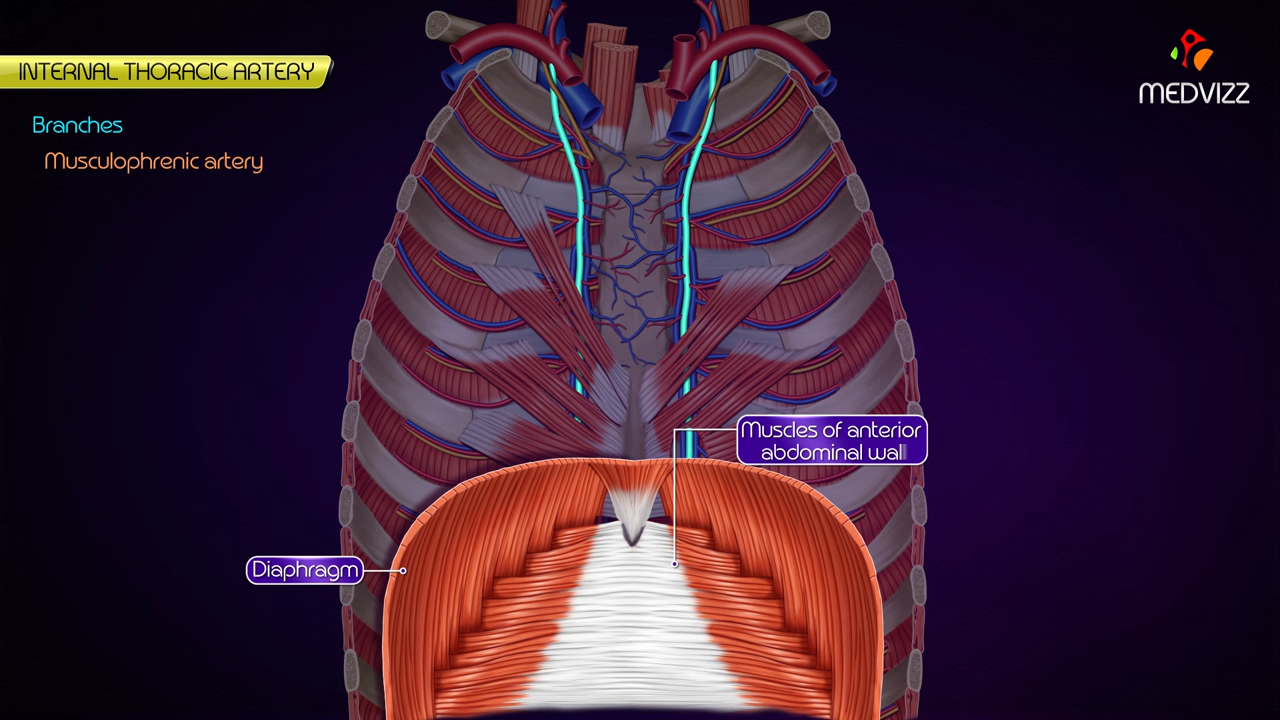 INTERNAL THORACIC ARTERY
MEDVIZZ
Branches
Musculophrenic artery
Muscles of anterior
abdominal wall
Diaphragm